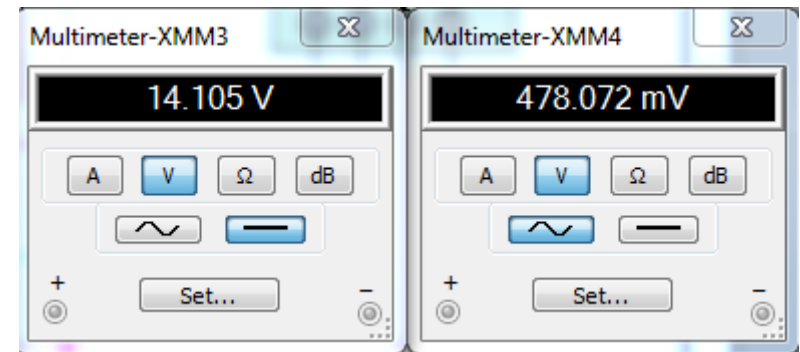 Multimeter-XMM3
14.105 V
A V Ω dB
+ Set... −
Multimeter-XMM4
478.072 mV
A V Ω dB
+ Set... −